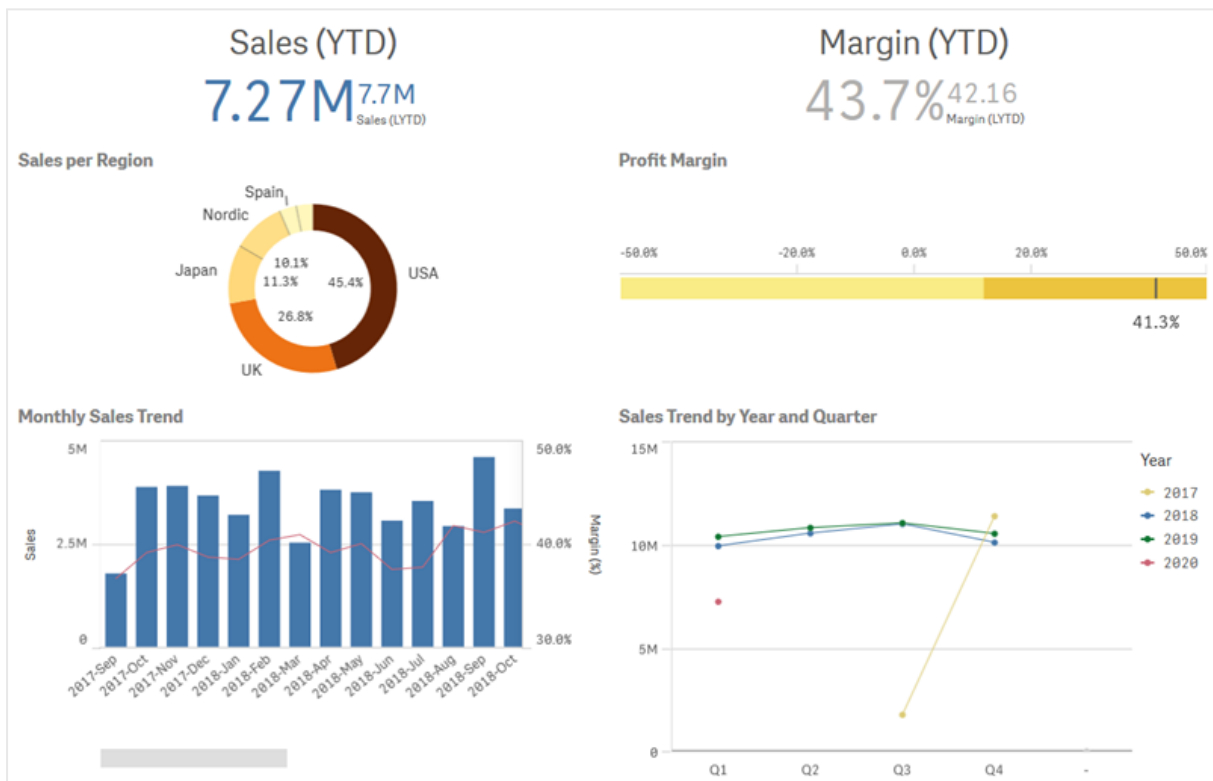 Sales (YTD)
7.27M 7.7M
Sales (LYTD)
Margin (YTD)
43.7% 42.16
Margin (LYTD)
Sales per Region
Spain
Nordic
Japan
USA
UK
10.1%
11.3%
45.4%
26.8%
Profit Margin
-50.0% -20.0% 0.0% 20.0% 50.0%
41.3%
Monthly Sales Trend
5M
2.5M
0
Sales
50.0%
40.0%
30.0%
Margin (%)
2017-Sep
2017-Oct
2017-Nov
2017-Dec
2018-Jan
2018-Feb
2018-Mar
2018-Apr
2018-May
2018-Jun
2018-Jul
2018-Aug
2018-Sep
2018-Oct
Sales Trend by Year and Quarter
15M
10M
5M
0
Q1 Q2 Q3 Q4 -
Year
2017
2018
2019
2020